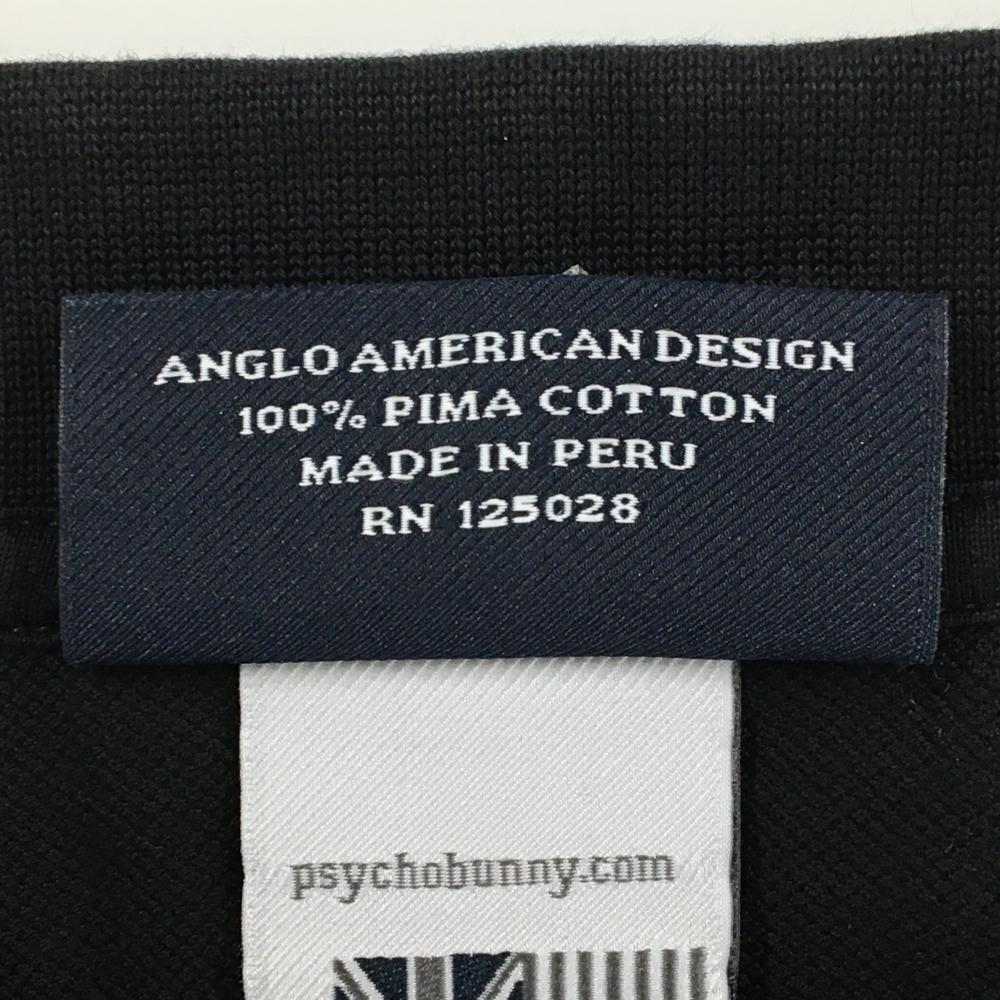 ANGLO AMERICAN DESIGN
100% PIMA COTTON
MADE IN PERU
RN 125028
psychobunny.com